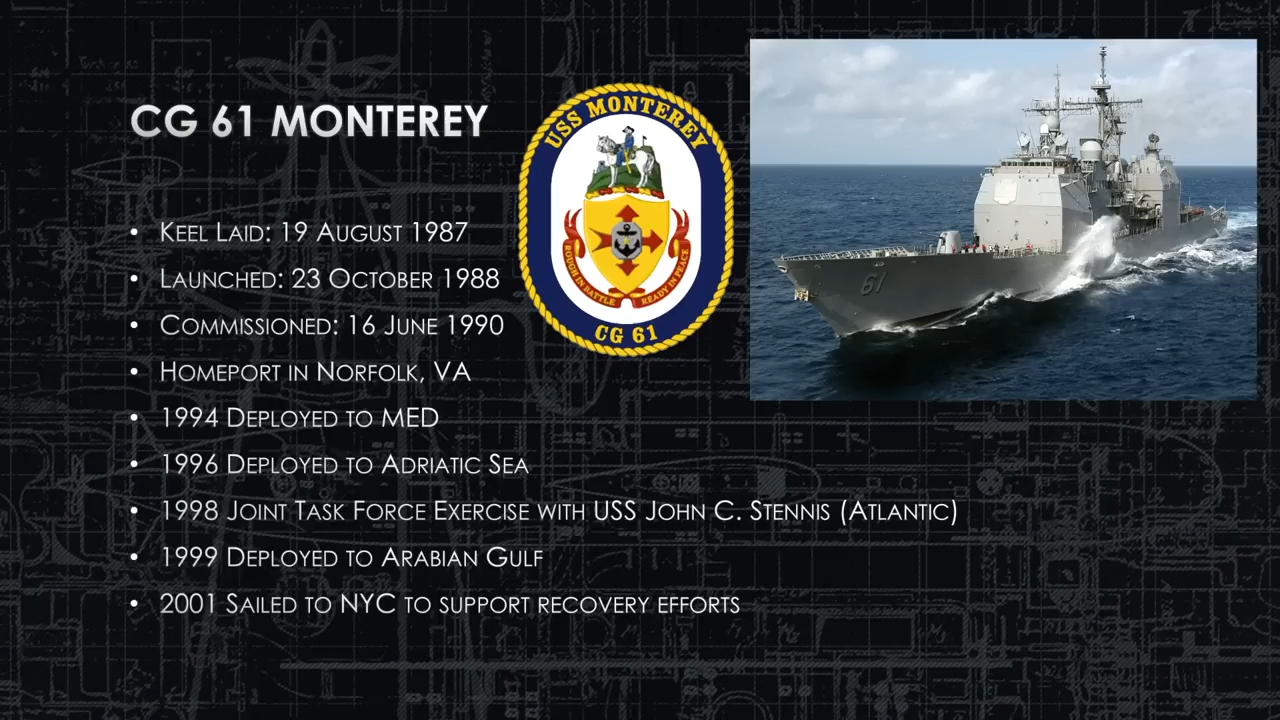 CG 61 MONTEREY
• KEEL LAID: 19 AUGUST 1987
• LAUNCHED: 23 OCTOBER 1988
• COMMISSIONED: 16 JUNE 1990
• HOMEPORT IN NORFOLK, VA
• 1994 DEPLOYED TO MED
• 1996 DEPLOYED TO ADRIATIC SEA
• 1998 JOINT TASK FORCE EXERCISE WITH USS JOHN C. STENNIS (ATLANTIC)
• 1999 DEPLOYED TO ARABIAN GULF
• 2001 SAILED TO NYC TO SUPPORT RECOVERY EFFORTS
USS MONTEREY
ROUGH IN BATTLE
READY IN PEACE
CG 61
61